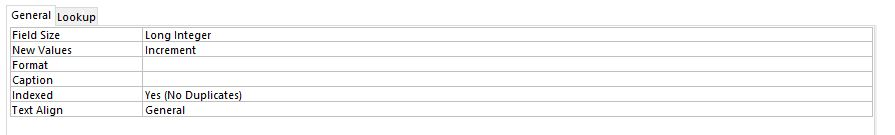 General Lookup
Field Size Long Integer
New Values Increment
Format
Caption
Indexed Yes (No Duplicates)
Text Align General